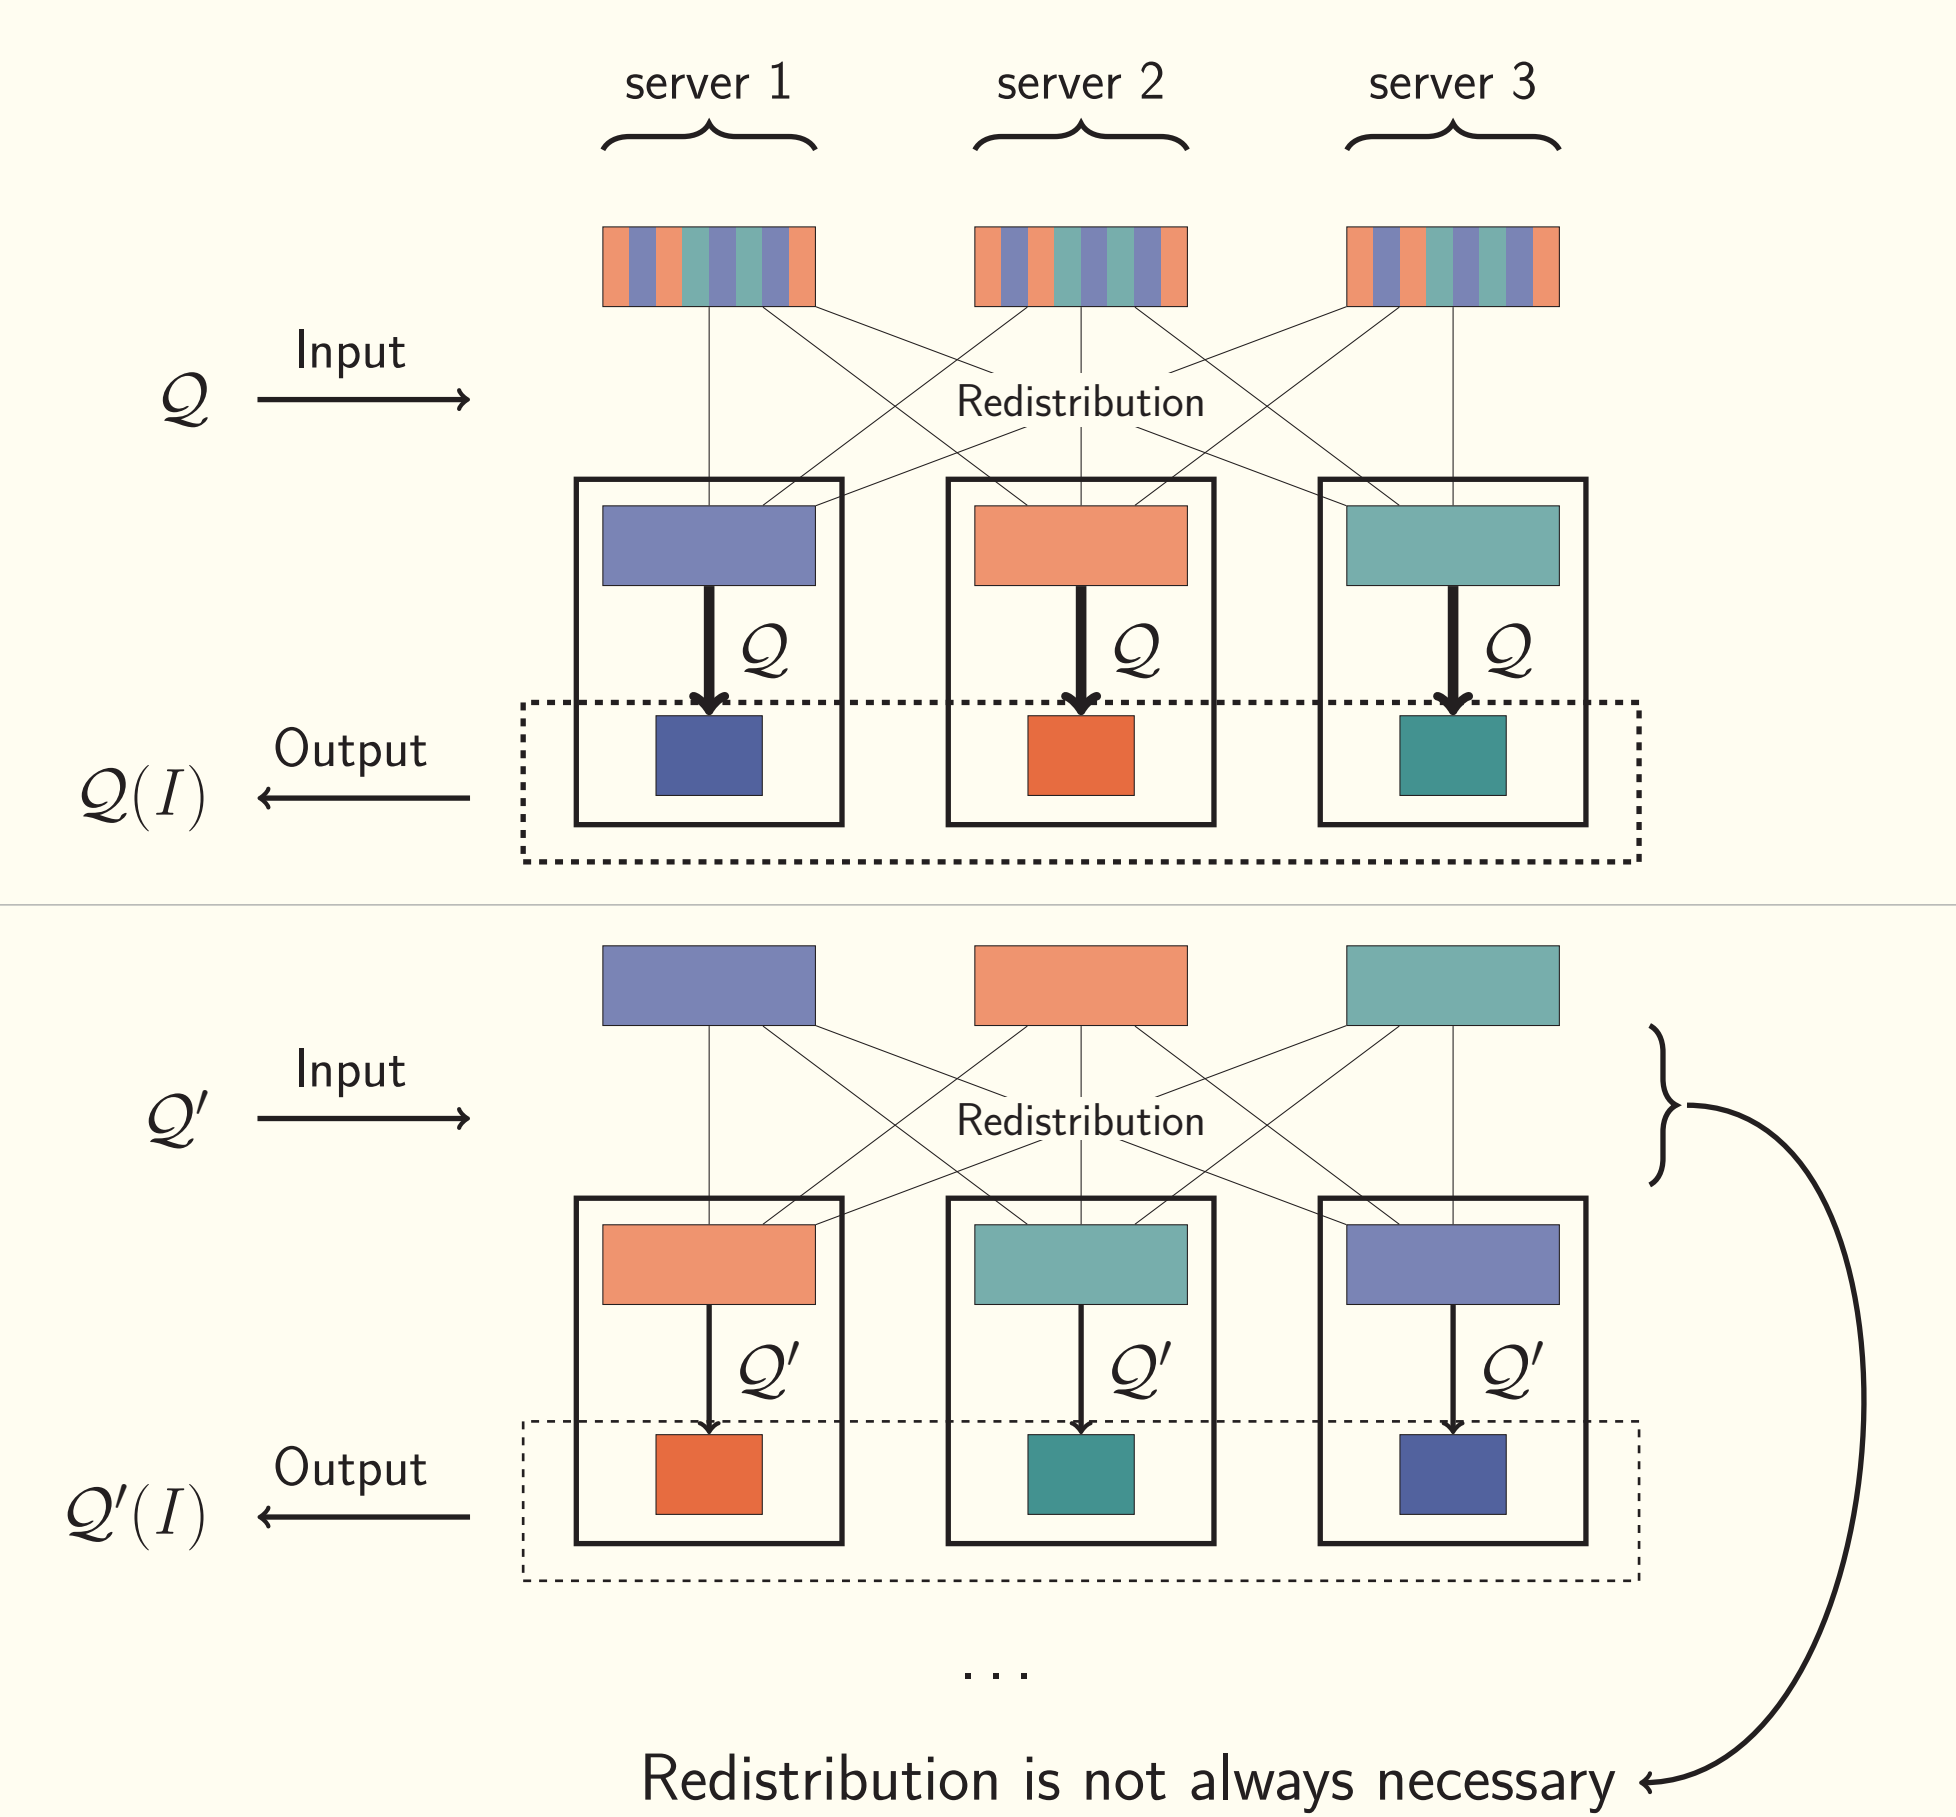 server 1 server 2 server 3
Input
𝒬
Redistribution
𝒬 𝒬 𝒬
Output
𝒬(I)
Input
𝒬′
Redistribution
𝒬′ 𝒬′ 𝒬′
Output
𝒬′(I)
. . .
Redistribution is not always necessary